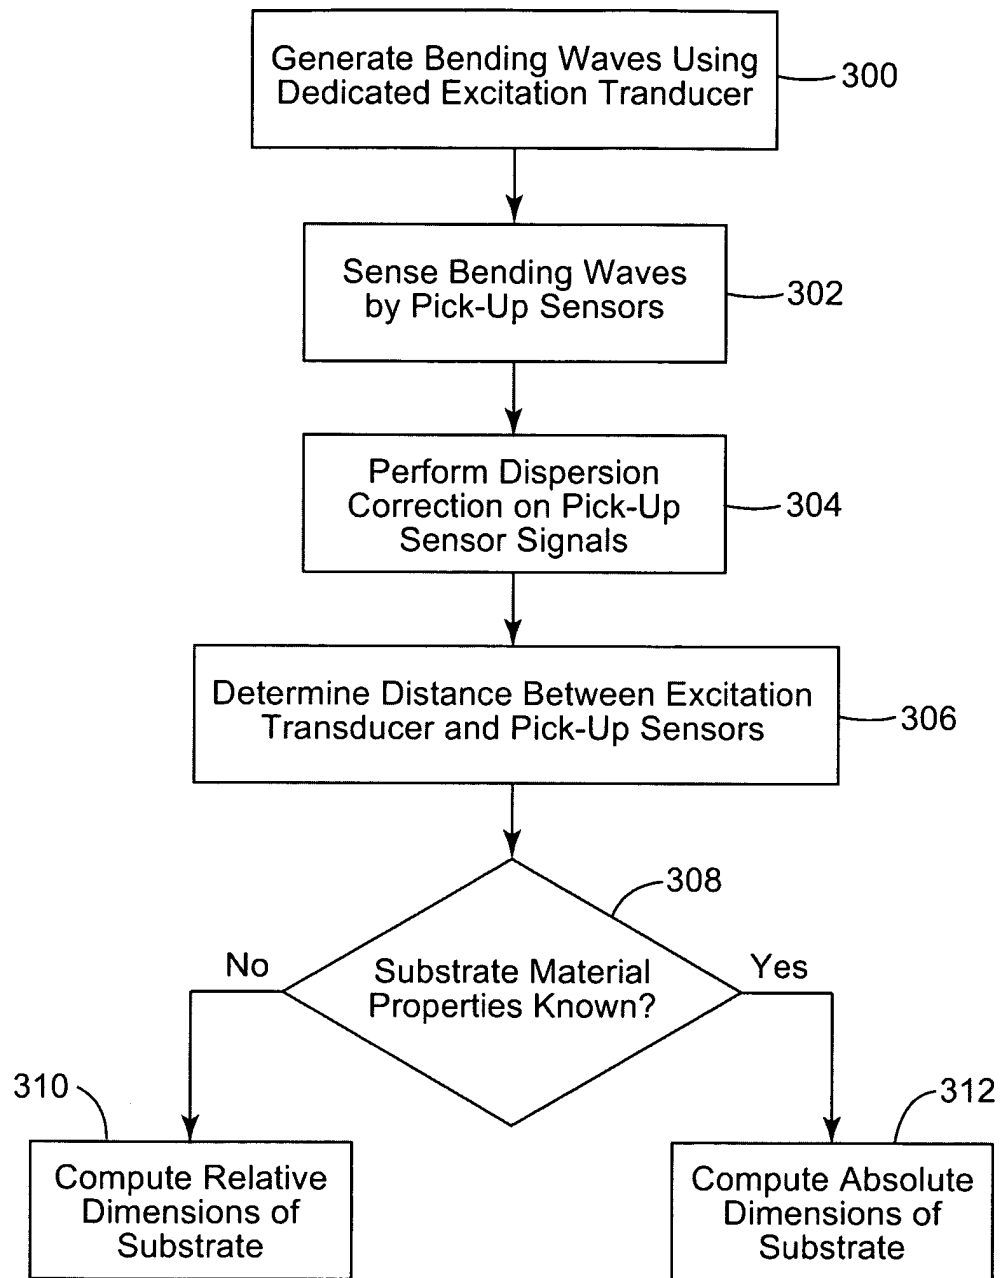 Generate Bending Waves Using
Dedicated Excitation Tranducer
300
Sense Bending Waves
by Pick-Up Sensors
302
Perform Dispersion
Correction on Pick-Up
Sensor Signals
304
Determine Distance Between Excitation
Transducer and Pick-Up Sensors
306
308
Substrate Material
Properties Known?
No
Yes
310
Compute Relative
Dimensions of
Substrate
312
Compute Absolute
Dimensions of
Substrate